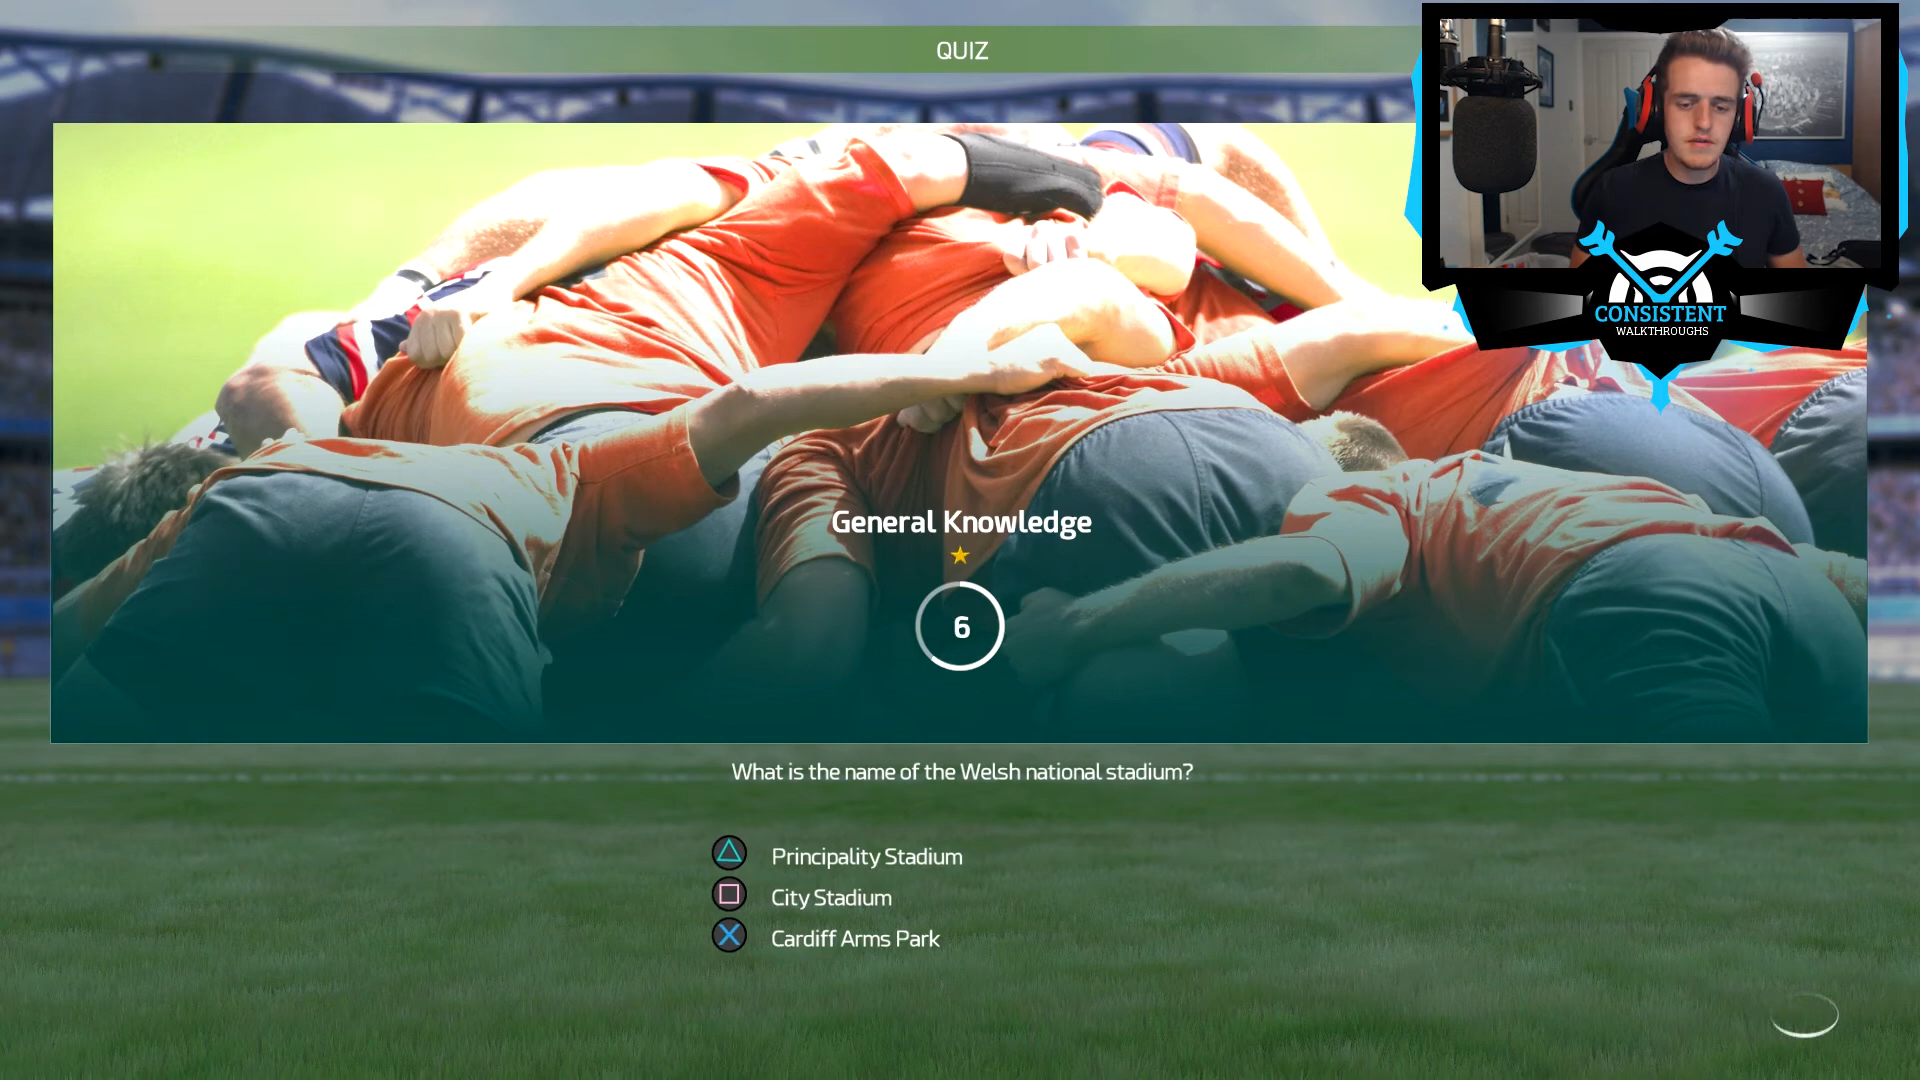 QUIZ
CONSISTENT
WALKTHROUGHS
General Knowledge
6
What is the name of the Welsh national stadium?
Principality Stadium
City Stadium
Cardiff Arms Park